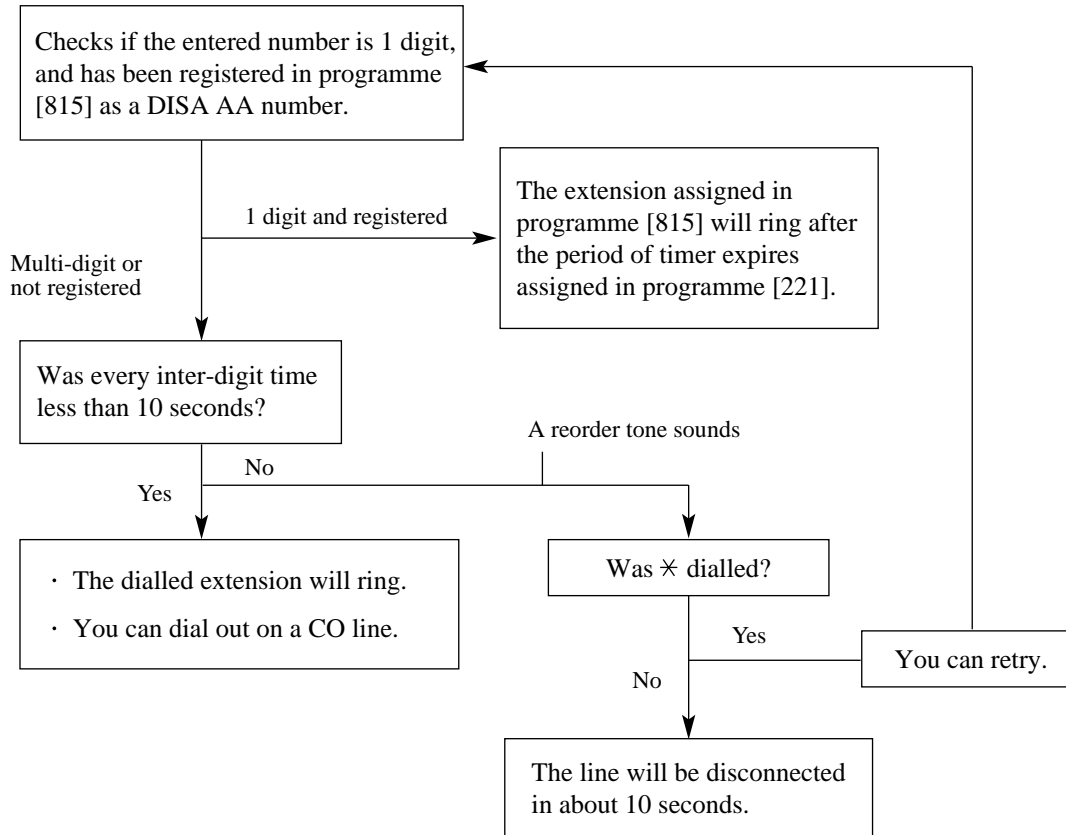 Checks if the entered number is 1 digit,
and has been registered in programme
[815] as a DISA AA number.
1 digit and registered
The extension assigned in
programme [815] will ring after
the period of timer expires
assigned in programme [221].
Multi-digit or
not registered
Was every inter-digit time
less than 10 seconds?
A reorder tone sounds
No
Yes
· The dialled extension will ring.
· You can dial out on a CO line.
Was ✳ dialled?
Yes
You can retry.
No
The line will be disconnected
in about 10 seconds.